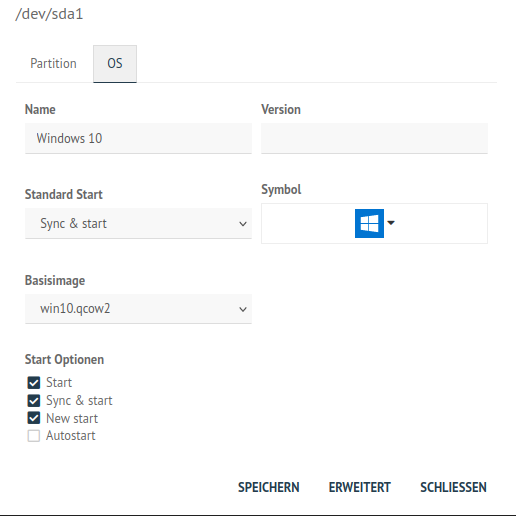 /dev/sda1
Partition OS
Name Version
Windows 10
Standard Start Symbol
Sync & start
Basisimage
win10.qcow2
Start Optionen
Start
Sync & start
New start
Autostart
SPEICHERN ERWEITERT SCHLIESSEN